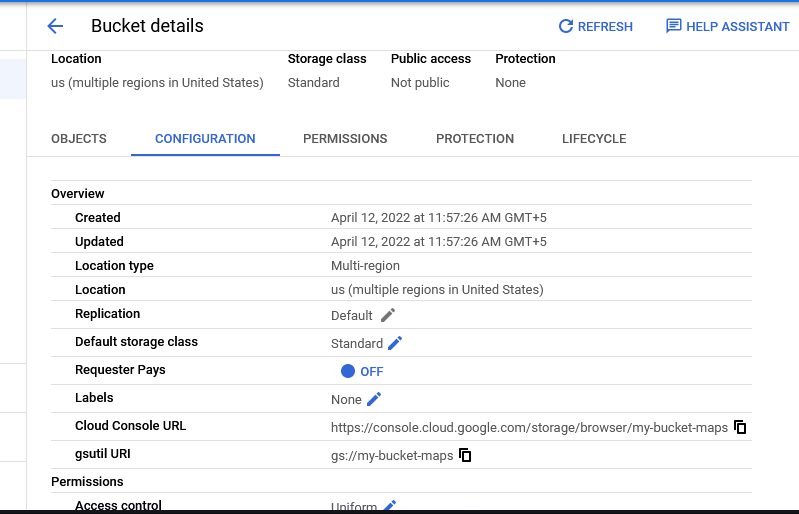 Bucket details REFRESH HELP ASSISTANT
Location Storage class Public access Protection
us (multiple regions in United States) Standard Not public None
OBJECTS CONFIGURATION PERMISSIONS PROTECTION LIFECYCLE
Overview
Created April 12, 2022 at 11:57:26 AM GMT+5
Updated April 12, 2022 at 11:57:26 AM GMT+5
Location type Multi-region
Location us (multiple regions in United States)
Replication Default
Default storage class Standard
Requester Pays OFF
Labels None
Cloud Console URL https://console.cloud.google.com/storage/browser/my-bucket-maps
gsutil URI gs://my-bucket-maps
Permissions
Access control Uniform